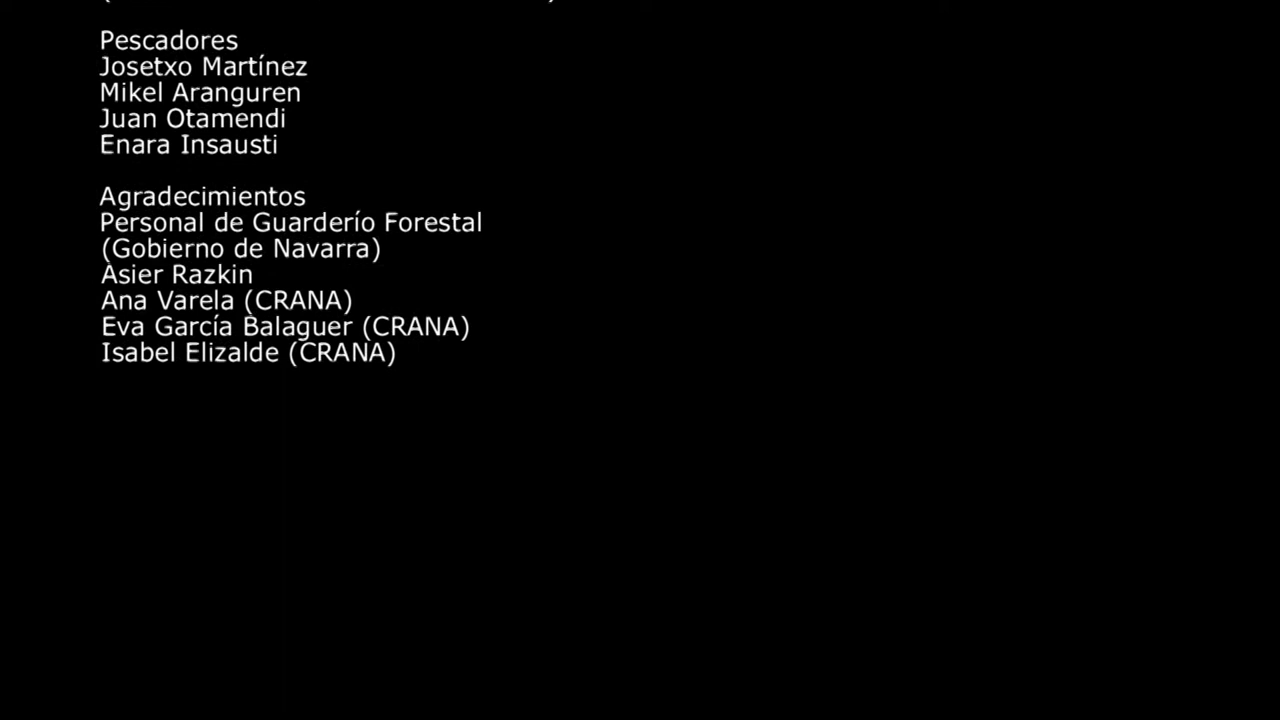 Pescadores
Josetxo Martínez
Mikel Aranguren
Juan Otamendi
Enara Insausti
Agradecimientos
Personal de Guarderío Forestal
(Gobierno de Navarra)
Asier Razkin
Ana Varela (CRANA)
Eva García Balaguer (CRANA)
Isabel Elizalde (CRANA)